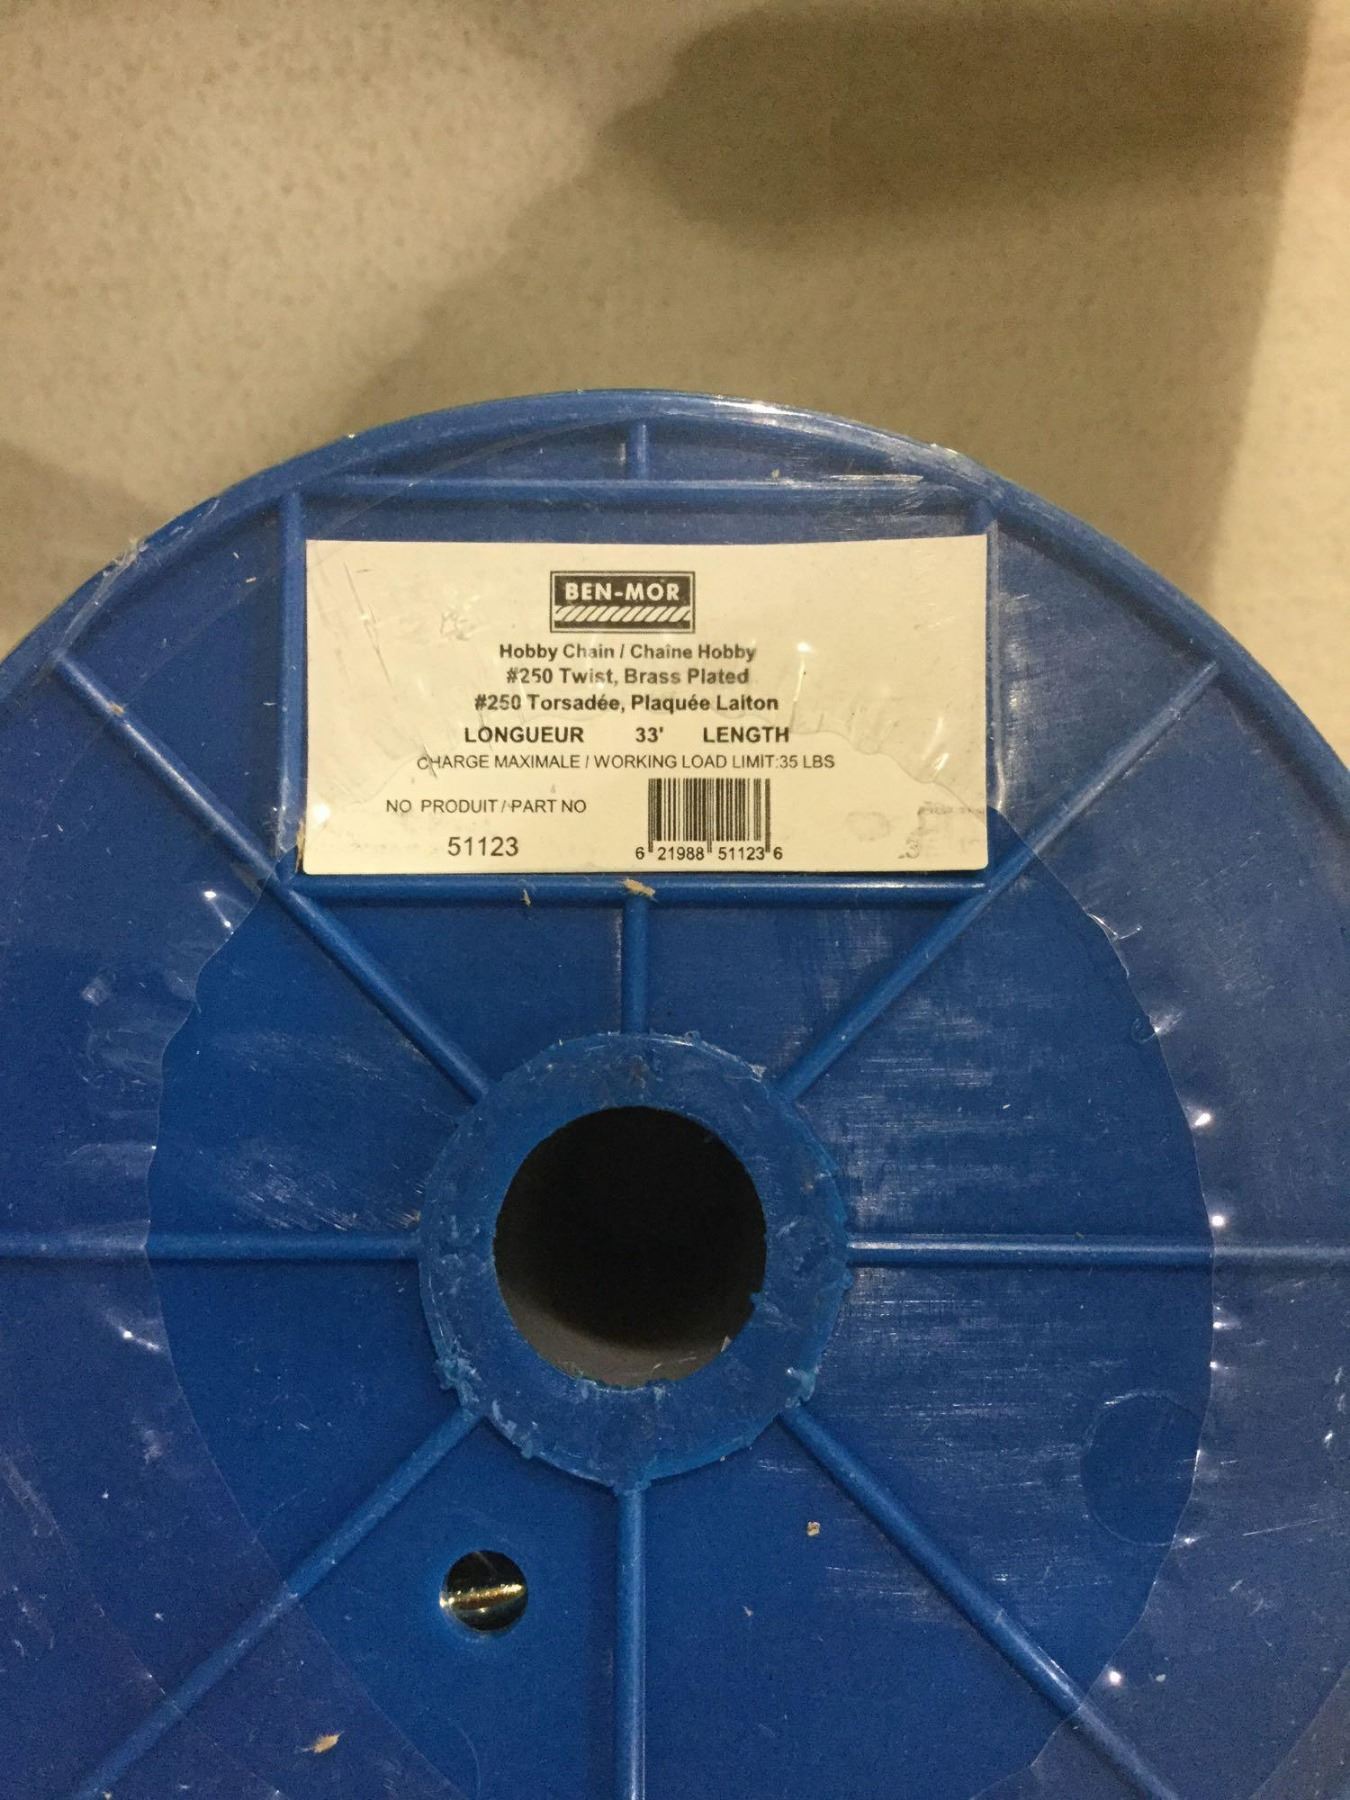 BEN-MOR
Hobby Chain / Chaîne Hobby
#250 Twist, Brass Plated
#250 Torsadée, Plaquée Laiton
LONGUEUR 33' LENGTH
CHARGE MAXIMALE / WORKING LOAD LIMIT:35 LBS
NO PRODUIT / PART NO
51123
6 21988 51123 6